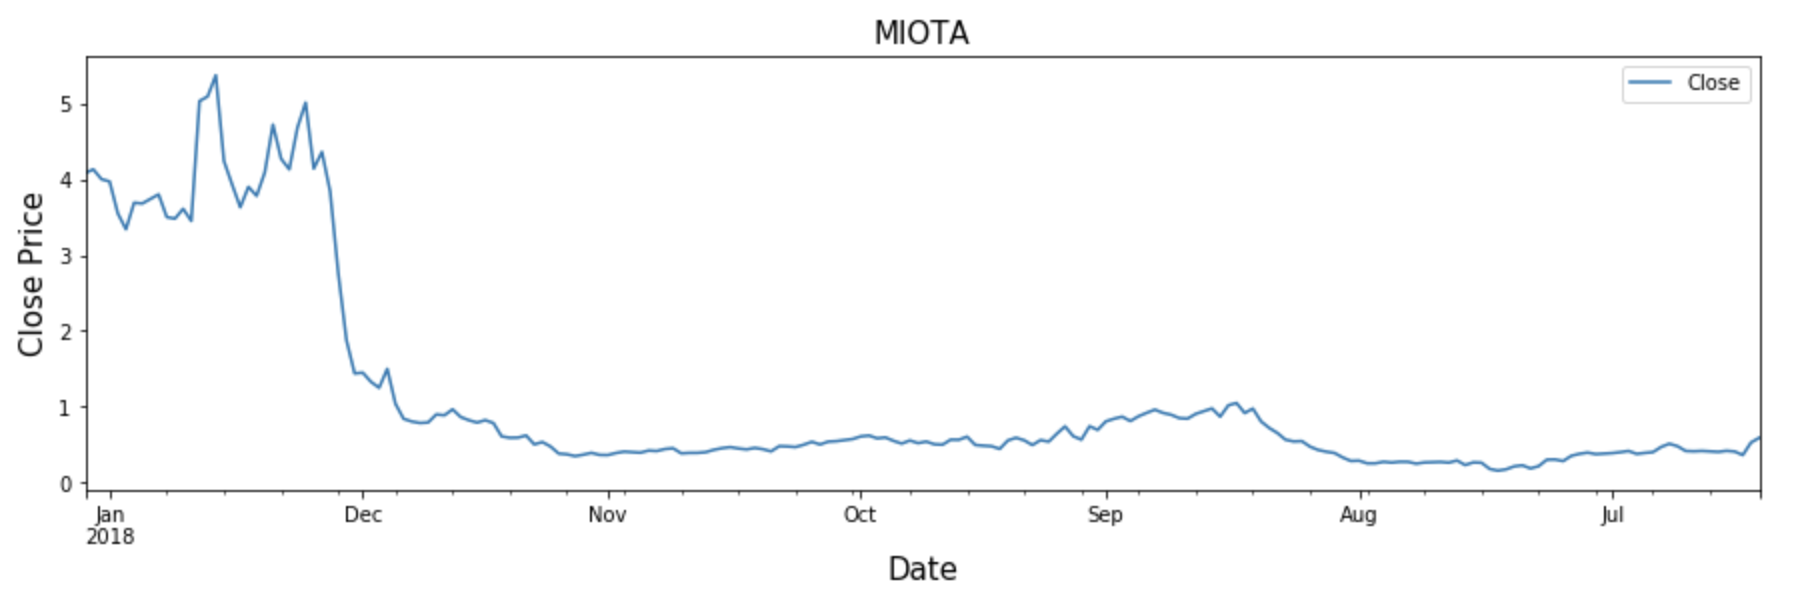 MIOTA
Close
Close Price
5
4
3
2
1
0
Jan Dec Nov Oct Sep Aug Jul
2018
Date